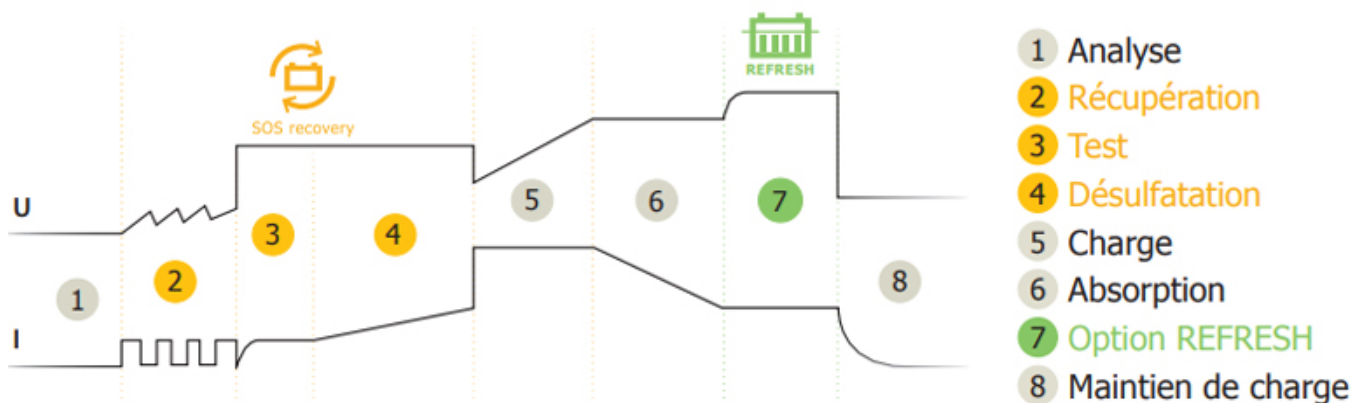 REFRESH
SOS recovery
U
I
1
2
3
4
5
6
7
8
1 Analyse
2 Récupération
3 Test
4 Désulfatation
5 Charge
6 Absorption
7 Option REFRESH
8 Maintien de charge